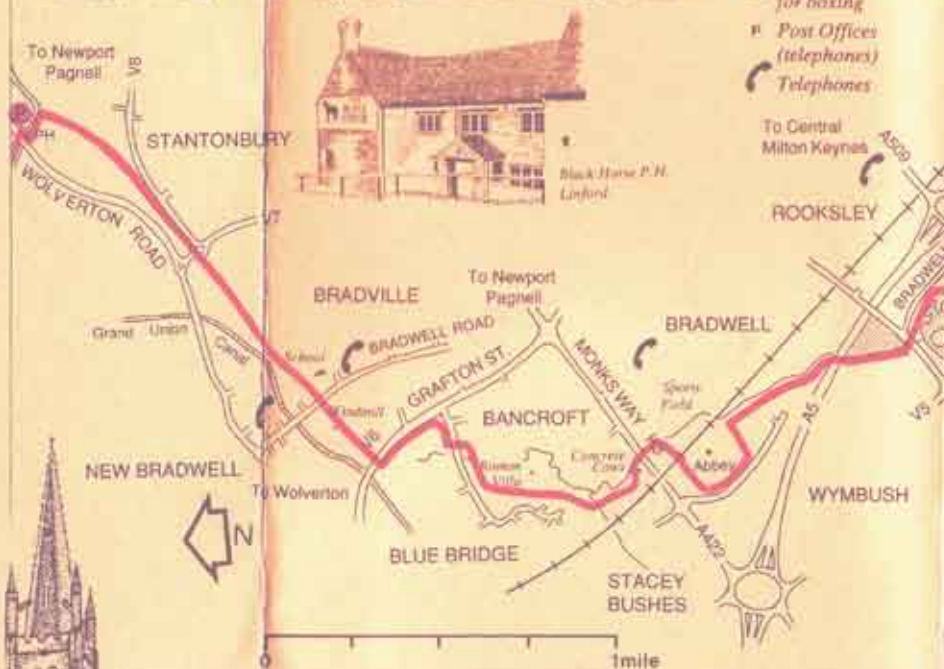 for boxing
P Post Offices
(telephones)
Telephones
To Newport
Pagnell
V8
PH
STANTONBURY
WOLVERTON ROAD
V7
Black Horse P.H.
Linford
To Central
Milton Keynes
A509
ROOKSLEY
BRADWELL
BRADVILLE
To Newport
Pagnell
Grand Union
Canal
School
BRADWELL ROAD
GRAFTON ST.
MONKS WAY
BRADWELL
Sports
Field
A5
V5
Windmill
V6
BANCROFT
Roman
Villa
Concrete
Cows
Abbey
NEW BRADWELL
To Wolverton
WYMBUSH
N
BLUE BRIDGE
A422
STACEY
BUSHES
0
1mile